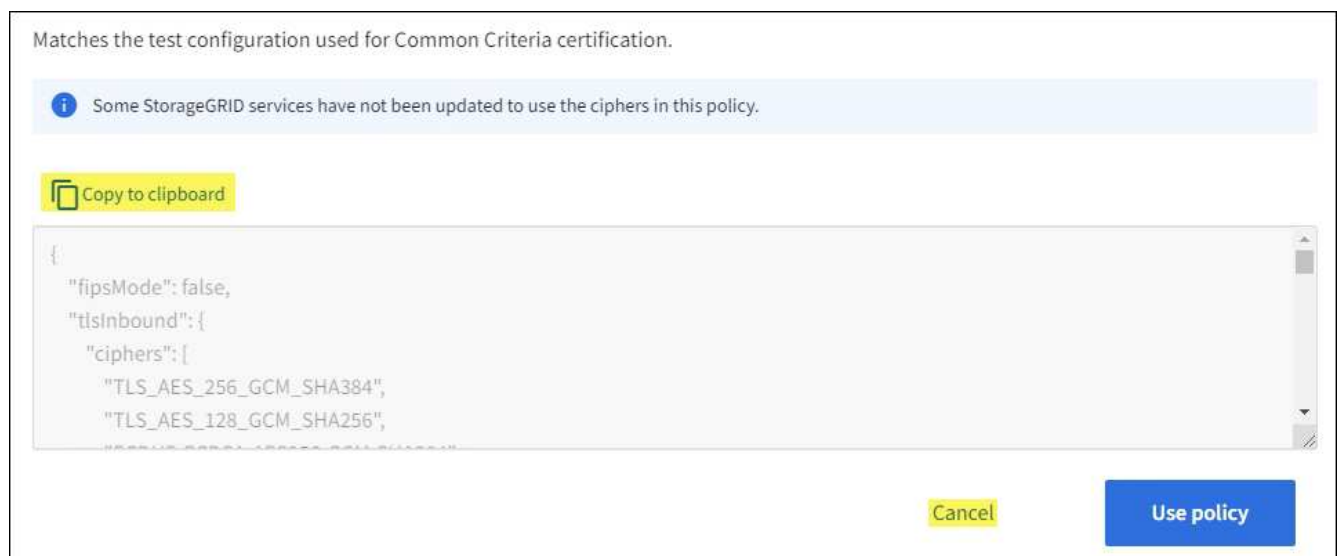 Matches the test configuration used for Common Criteria certification.
Some StorageGRID services have not been updated to use the ciphers in this policy.
Copy to clipboard
{
"fipsMode": false,
"tlsInbound": {
"ciphers": [
"TLS_AES_256_GCM_SHA384",
"TLS_AES_128_GCM_SHA256",
Cancel
Use policy